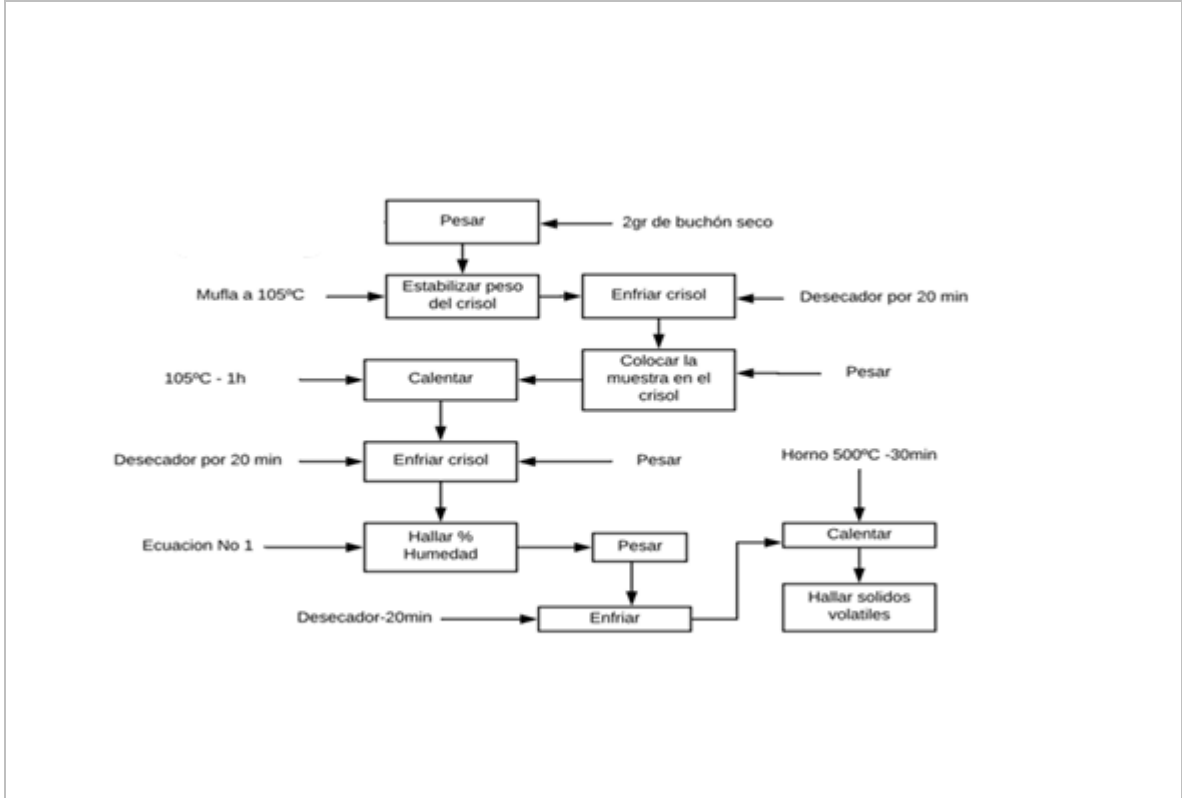 Pesar
2gr de buchón seco
Mufla a 105ºC
Estabilizar peso
del crisol
Enfriar crisol
Desecador por 20 min
105ºC - 1h
Calentar
Colocar la
muestra en el
crisol
Pesar
Desecador por 20 min
Enfriar crisol
Pesar
Horno 500ºC -30min
Ecuacion No 1
Hallar %
Humedad
Pesar
Calentar
Desecador-20min
Enfriar
Hallar solidos
volatiles